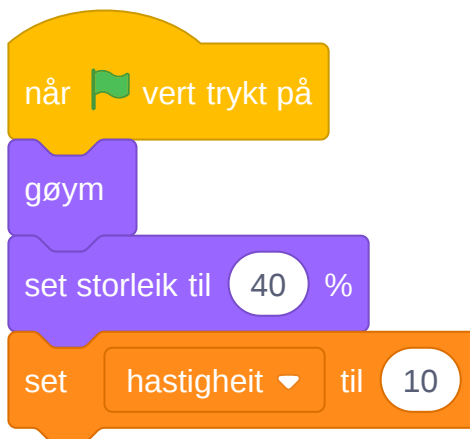 når vert trykt på
gøym
set storleik til 40 %
set hastigheit til 10